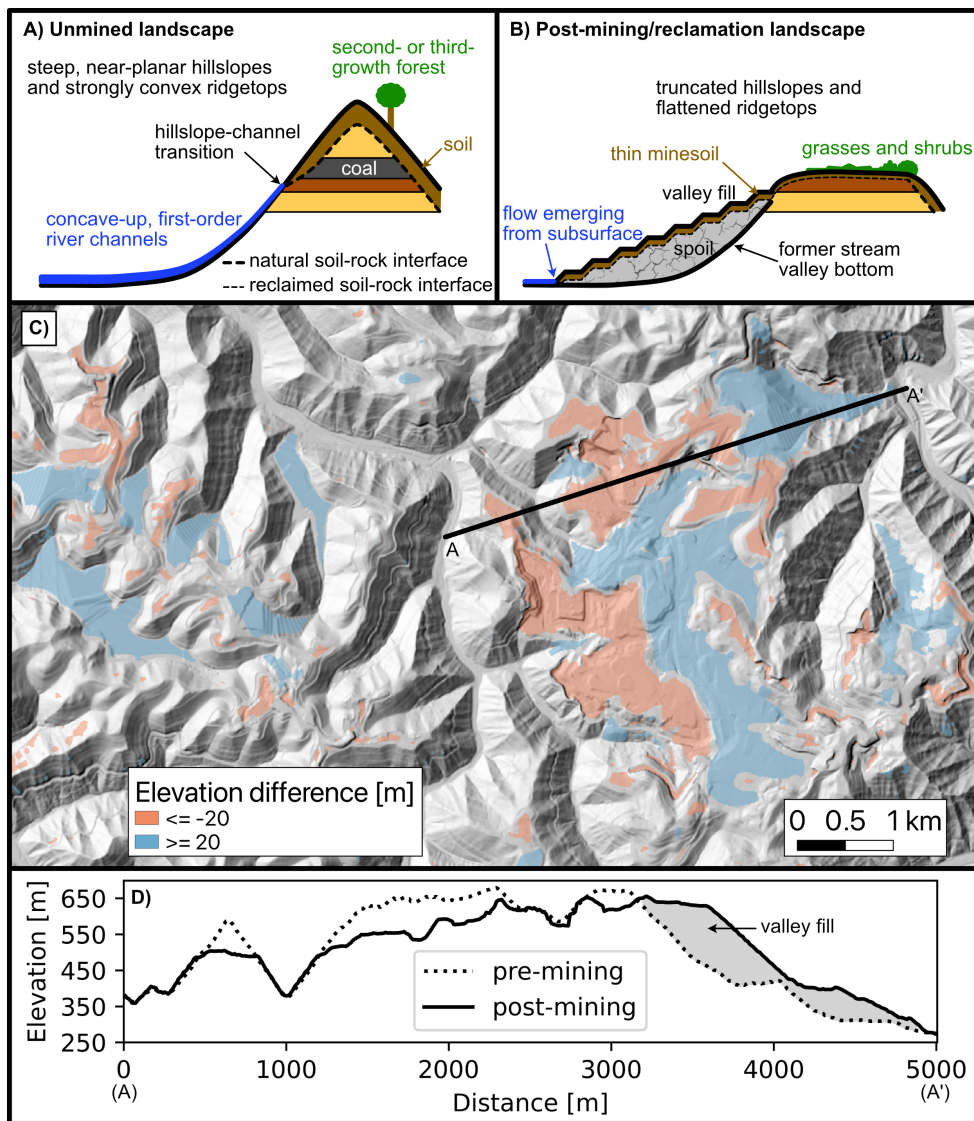 A) Unmined landscape
steep, near-planar hillslopes
and strongly convex ridgetops
second- or third-
growth forest
hillslope-channel
transition
soil
coal
concave-up, first-order
river channels
natural soil-rock interface
reclaimed soil-rock interface
B) Post-mining/reclamation landscape
truncated hillslopes and
flattened ridgetops
thin minesoil
grasses and shrubs
valley fill
flow emerging
from subsurface
spoil
former stream
valley bottom
C)
A
A'
Elevation difference [m]
<= -20
>= 20
0 0.5 1 km
D)
Elevation [m]
650
550
450
350
250
valley fill
pre-mining
post-mining
0 1000 2000 3000 4000 5000
(A) (A')
Distance [m]